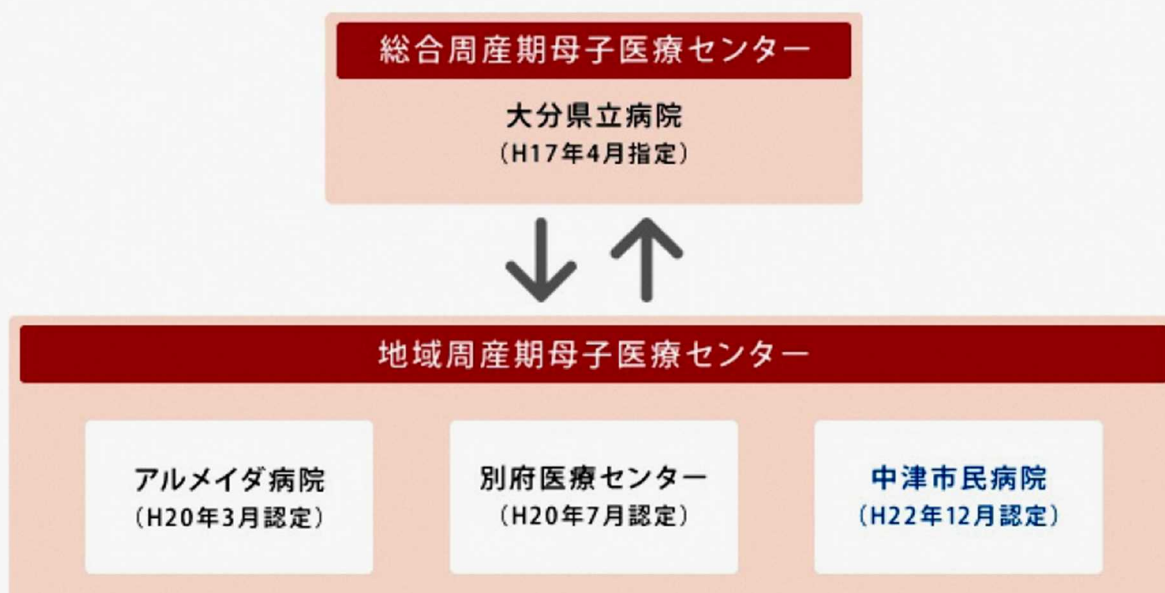 総合周産期母子医療センター
大分県立病院
（H17年4月指定）
地域周産期母子医療センター
アルメイダ病院
（H20年3月認定）
別府医療センター
（H20年7月認定）
中津市民病院
（H22年12月認定）